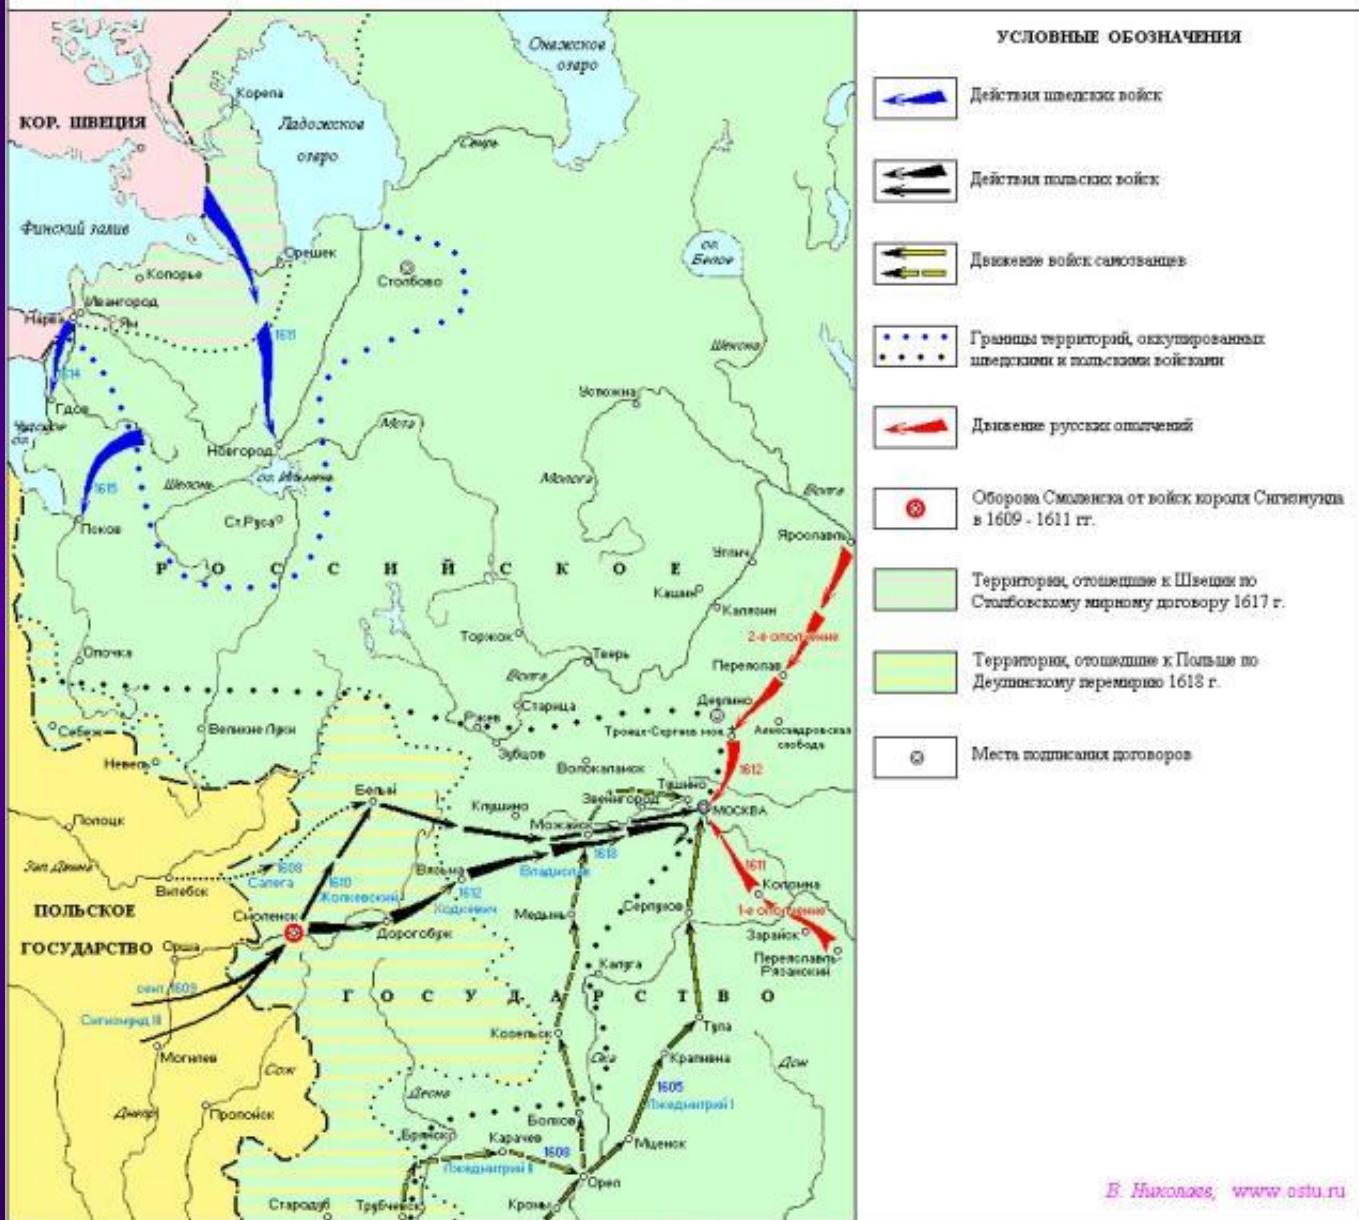 УСЛОВНЫЕ ОБОЗНАЧЕНИЯ
Действия шведских войск
Действия польских войск
Движение войск самозванцев
Границы территорий, оккупированных
шведскими и польскими войсками
Движение русских ополчений
Оборона Смоленска от войск короля Сигизмунда
в 1609 - 1611 гг.
Территории, отошедшие к Швеции по
Столбовскому мирному договору 1617 г.
Территории, отошедшие к Польше по
Деулинскому перемирию 1618 г.
Места подписания договоров
В. Николаев, www.ostu.ru
Онежское
озеро
Корела
КОР. ШВЕЦИЯ
Ладожское
озеро
Свирь
Финский залив
оз.
Белое
Орешек
Копорье
Столбово
Ивангород
Нарва
Ям
1611
Шексна
1614
Гдов
Чудское
оз.
Устюжна
Мста
Новгород
оз. Ильмень
Шелонь
Молога
Волга
1615
Псков
Ст.Руса
Ярославль
Углич
РОССИЙСКОЕ
Кашин
Калязин
Торжок
2-е ополчение
Опочка
Тверь
Переяслав
Волга
Старица
Деулино
Ржев
Себеж
Великие Луки
Троице-Сергиев мон.
Александровская
слобода
Зубцов
Невель
Волоколамск
1612
Тушино
Белый
Звенигород
Клушино
МОСКВА
Полоцк
Можайск
1618
Зап. Двина
1608
Сапега
Вязьма
Владислав
1611
Витебск
1610
Жолкевский
1612
Ходкевич
Коломна
ПОЛЬСКОЕ
Смоленск
Медынь
Серпухов
1-е ополчение
ГОСУДАРСТВО
Орша
Дорогобуж
Зарайск
Переяславль-
Рязанский
Калуга
сент. 1609
ГОСУДАРСТВО
Сигизмунд III
Козельск
Тула
Могилев
Ока
Крапивна
Дон
Сож
1605
Лжедмитрий I
Десна
Днепр
Пропойск
Болхов
Брянск
Карачев
Мценск
1608
Лжедмитрий II
Орел
Стародуб
Трубчевск
Кромы